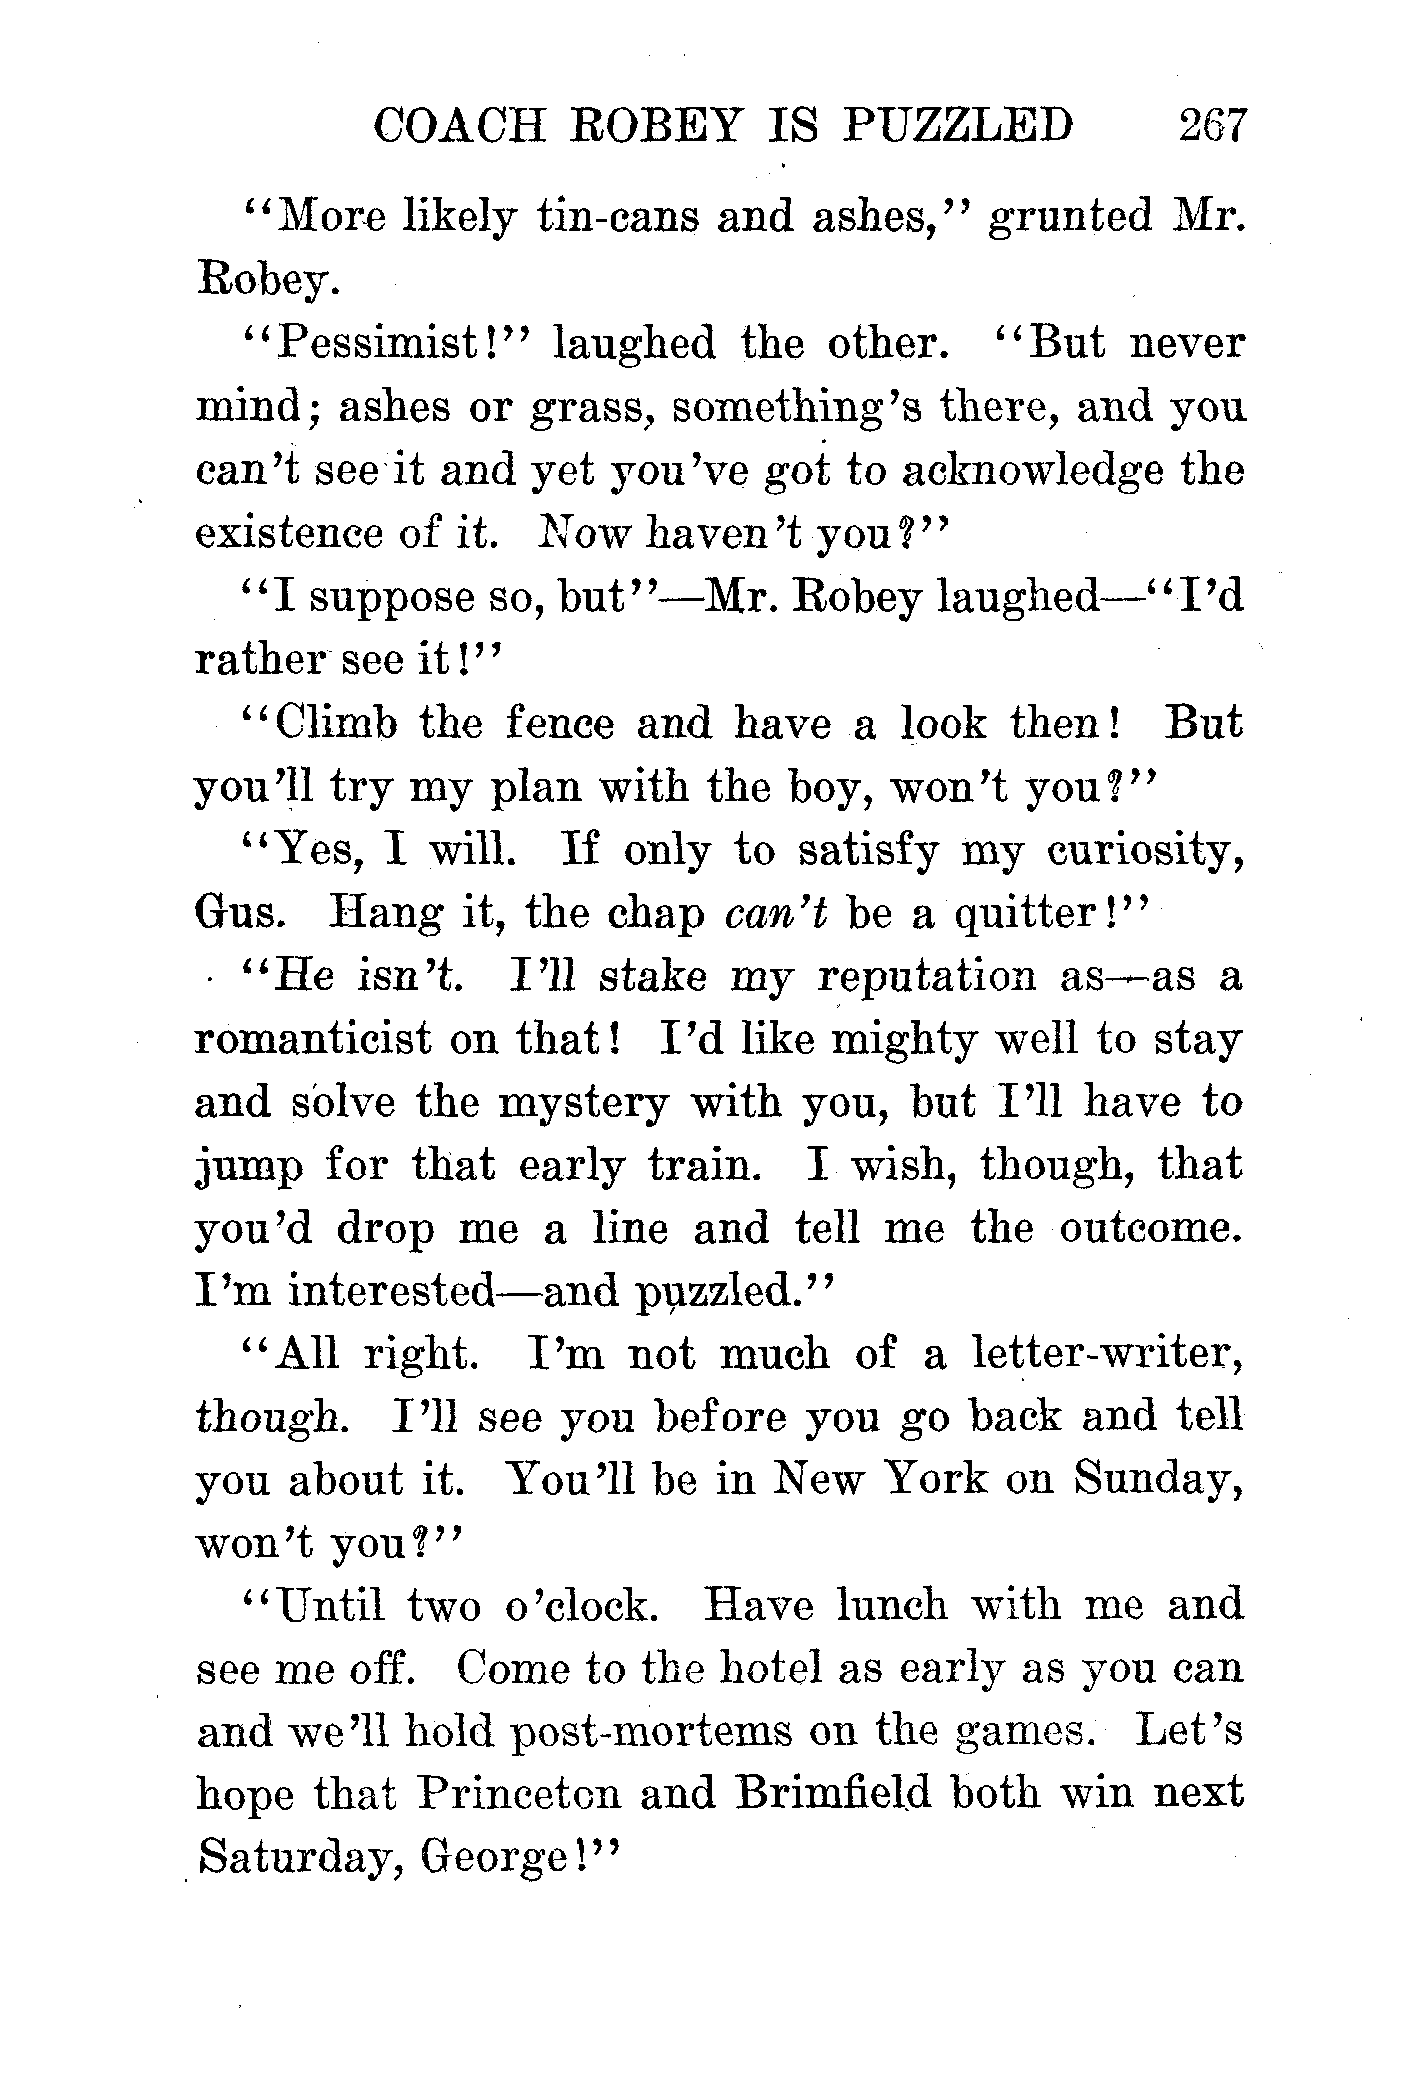 COACH ROBEY IS PUZZLED 267
"More likely tin-cans and ashes," grunted Mr.
Robey.
"Pessimist!" laughed the other. "But never
mind; ashes or grass, something's there, and you
can't see it and yet you've got to acknowledge the
existence of it. Now haven't you?"
"I suppose so, but"—Mr. Robey laughed—"I'd
rather see it!"
"Climb the fence and have a look then! But
you'll try my plan with the boy, won't you?"
"Yes, I will. If only to satisfy my curiosity,
Gus. Hang it, the chap can't be a quitter!"
"He isn't. I'll stake my reputation as—as a
romanticist on that! I'd like mighty well to stay
and solve the mystery with you, but I'll have to
jump for that early train. I wish, though, that
you'd drop me a line and tell me the outcome.
I'm interested—and puzzled."
"All right. I'm not much of a letter-writer,
though. I'll see you before you go back and tell
you about it. You'll be in New York on Sunday,
won't you?"
"Until two o'clock. Have lunch with me and
see me off. Come to the hotel as early as you can
and we'll hold post-mortems on the games. Let's
hope that Princeton and Brimfield both win next
Saturday, George!"